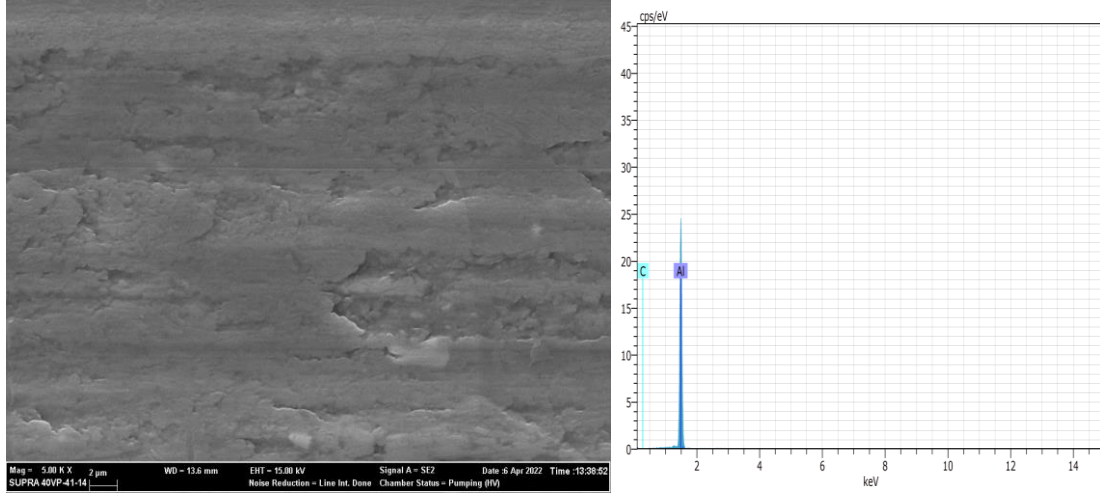 Mag = 5.00 K X 2 µm WD = 13.6 mm EHT = 15.00 kV Signal A = SE2 Date :6 Apr 2022 Time :13:38:52
SUPRA 40VP-41-14 Noise Reduction = Line Int. Done Chamber Status = Pumping (HV)
cps/eV
45
40
35
30
25
20
15
10
5
0
C Al
2 4 6 8 10 12 14
keV